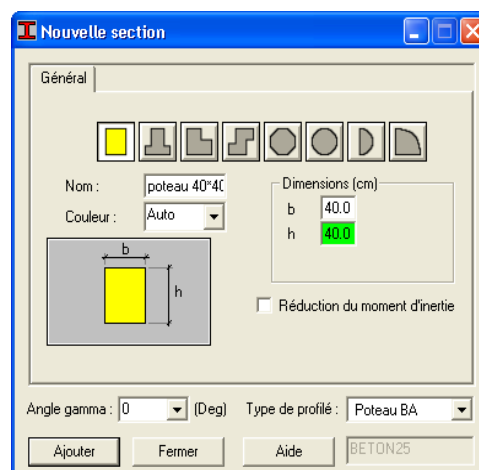 Nouvelle section
Général
Nom : poteau 40*40
Couleur : Auto
Dimensions (cm)
b 40.0
h 40.0
b
h
Réduction du moment d'inertie
Angle gamma : 0 (Deg) Type de profilé : Poteau BA
Ajouter Fermer Aide BETON25